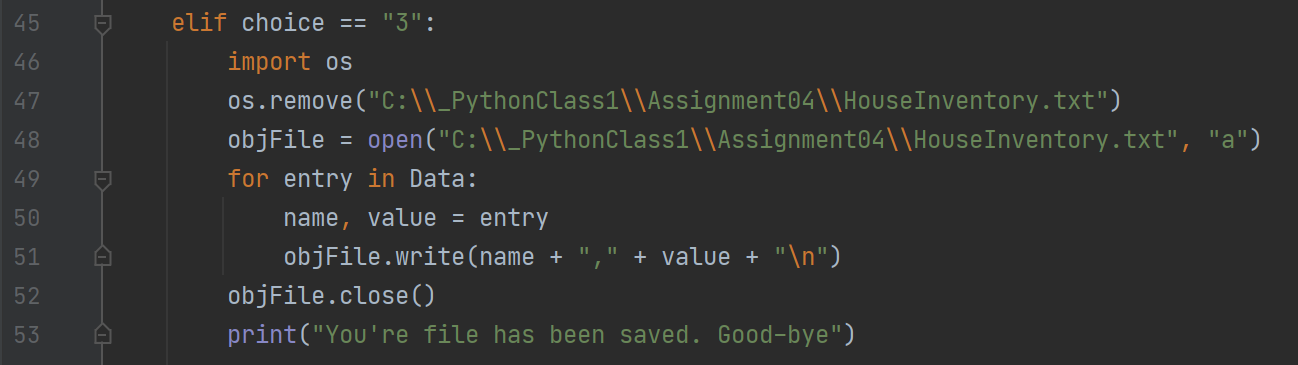 45 elif choice == "3":
46 import os
47 os.remove("C:\\_PythonClass1\\Assignment04\\HouseInventory.txt")
48 objFile = open("C:\\_PythonClass1\\Assignment04\\HouseInventory.txt", "a")
49 for entry in Data:
50 name, value = entry
51 objFile.write(name + "," + value + "\n")
52 objFile.close()
53 print("You're file has been saved. Good-bye")